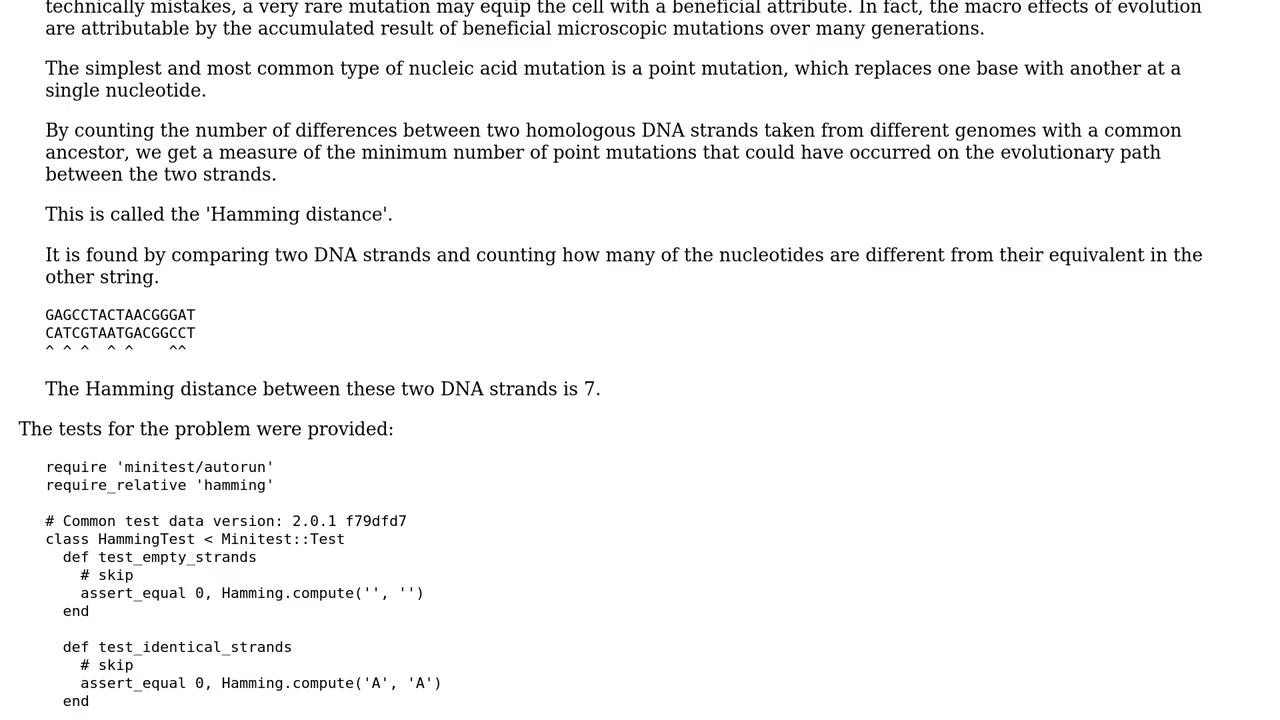 technically mistakes, a very rare mutation may equip the cell with a beneficial attribute. In fact, the macro effects of evolution
are attributable by the accumulated result of beneficial microscopic mutations over many generations.
The simplest and most common type of nucleic acid mutation is a point mutation, which replaces one base with another at a
single nucleotide.
By counting the number of differences between two homologous DNA strands taken from different genomes with a common
ancestor, we get a measure of the minimum number of point mutations that could have occurred on the evolutionary path
between the two strands.
This is called the 'Hamming distance'.
It is found by comparing two DNA strands and counting how many of the nucleotides are different from their equivalent in the
other string.
GAGCCTACTAACGGGAT
CATCGTAATGACGGCCT
^ ^ ^  ^ ^    ^^
The Hamming distance between these two DNA strands is 7.
The tests for the problem were provided:
require 'minitest/autorun'
require_relative 'hamming'
# Common test data version: 2.0.1 f79dfd7
class HammingTest < Minitest::Test
  def test_empty_strands
    # skip
    assert_equal 0, Hamming.compute('', '')
  end
  def test_identical_strands
    # skip
    assert_equal 0, Hamming.compute('A', 'A')
  end